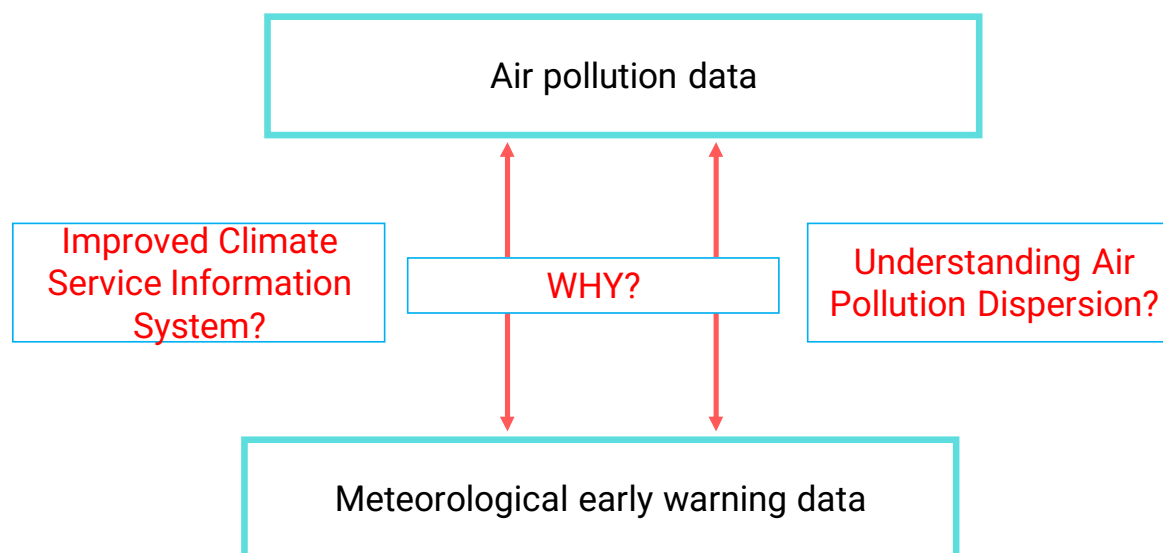 Air pollution data
Improved Climate
Service Information
System?
WHY?
Understanding Air
Pollution Dispersion?
Meteorological early warning data